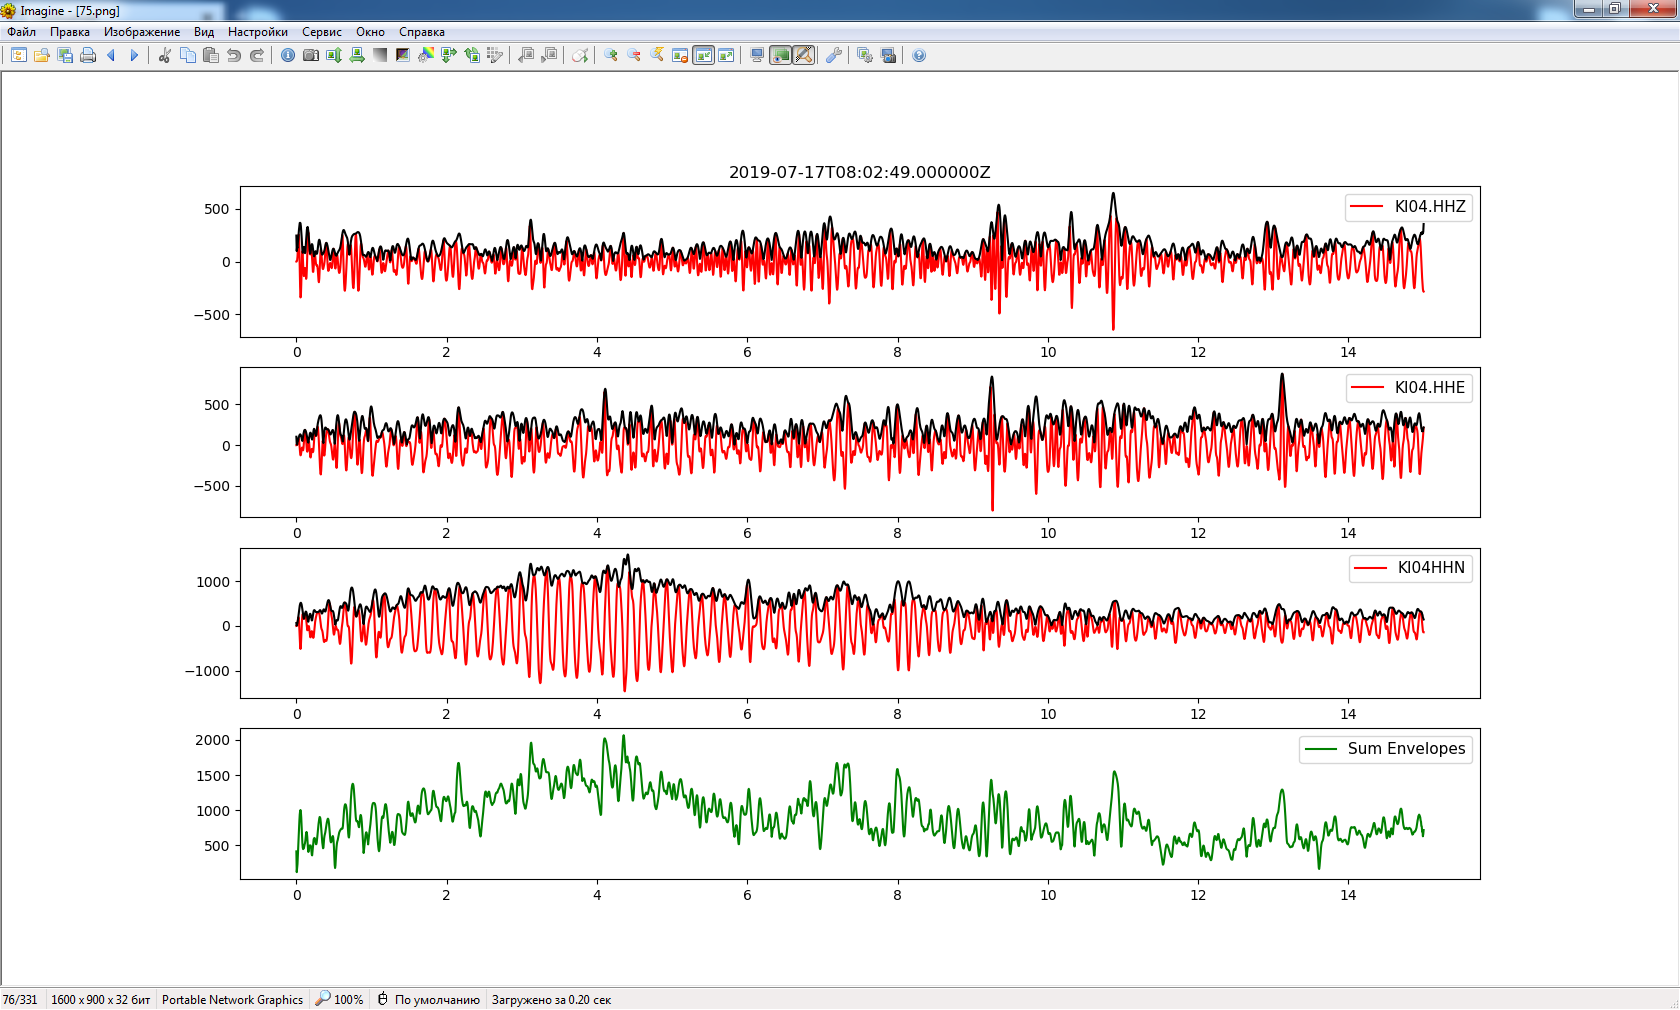 Imagine - [75.png]
Файл Правка Изображение Вид Настройки Сервис Окно Справка
2019-07-17T08:02:49.000000Z
500
0
−500
KI04.HHZ
0 2 4 6 8 10 12 14
500
0
−500
KI04.HHE
0 2 4 6 8 10 12 14
1000
0
−1000
KI04HHN
0 2 4 6 8 10 12 14
2000
1500
1000
500
Sum Envelopes
0 2 4 6 8 10 12 14
76/331 1600 x 900 x 32 бит Portable Network Graphics 100% По умолчанию Загружено за 0.20 сек